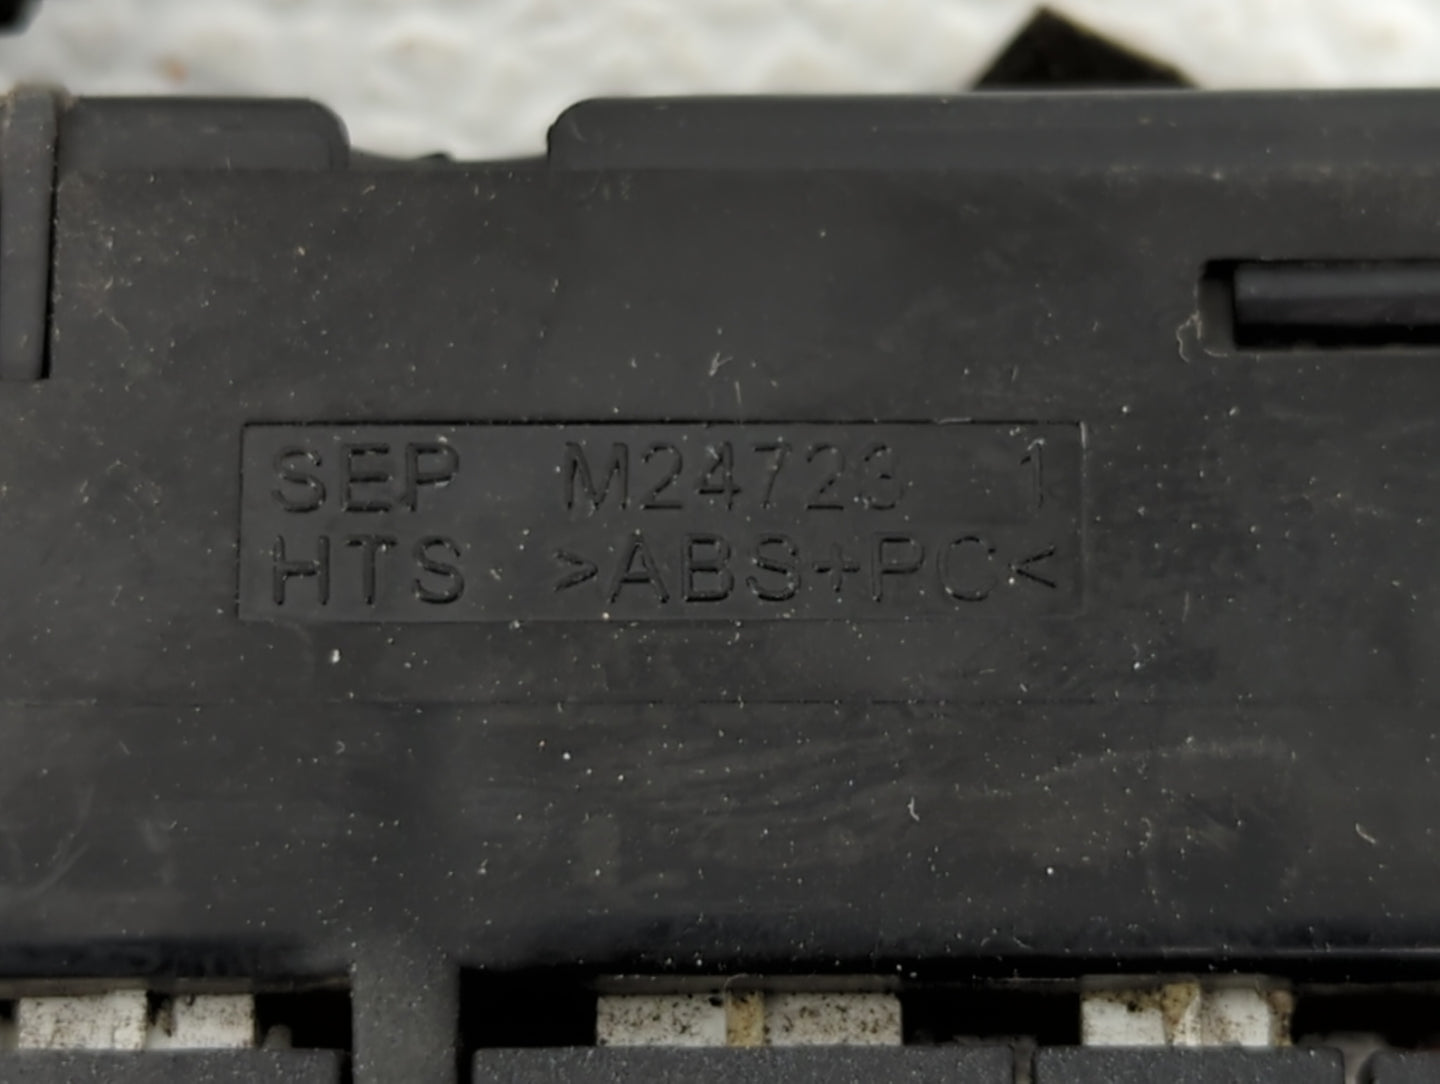 SEP M24723 1
HTS >ABS+PC<